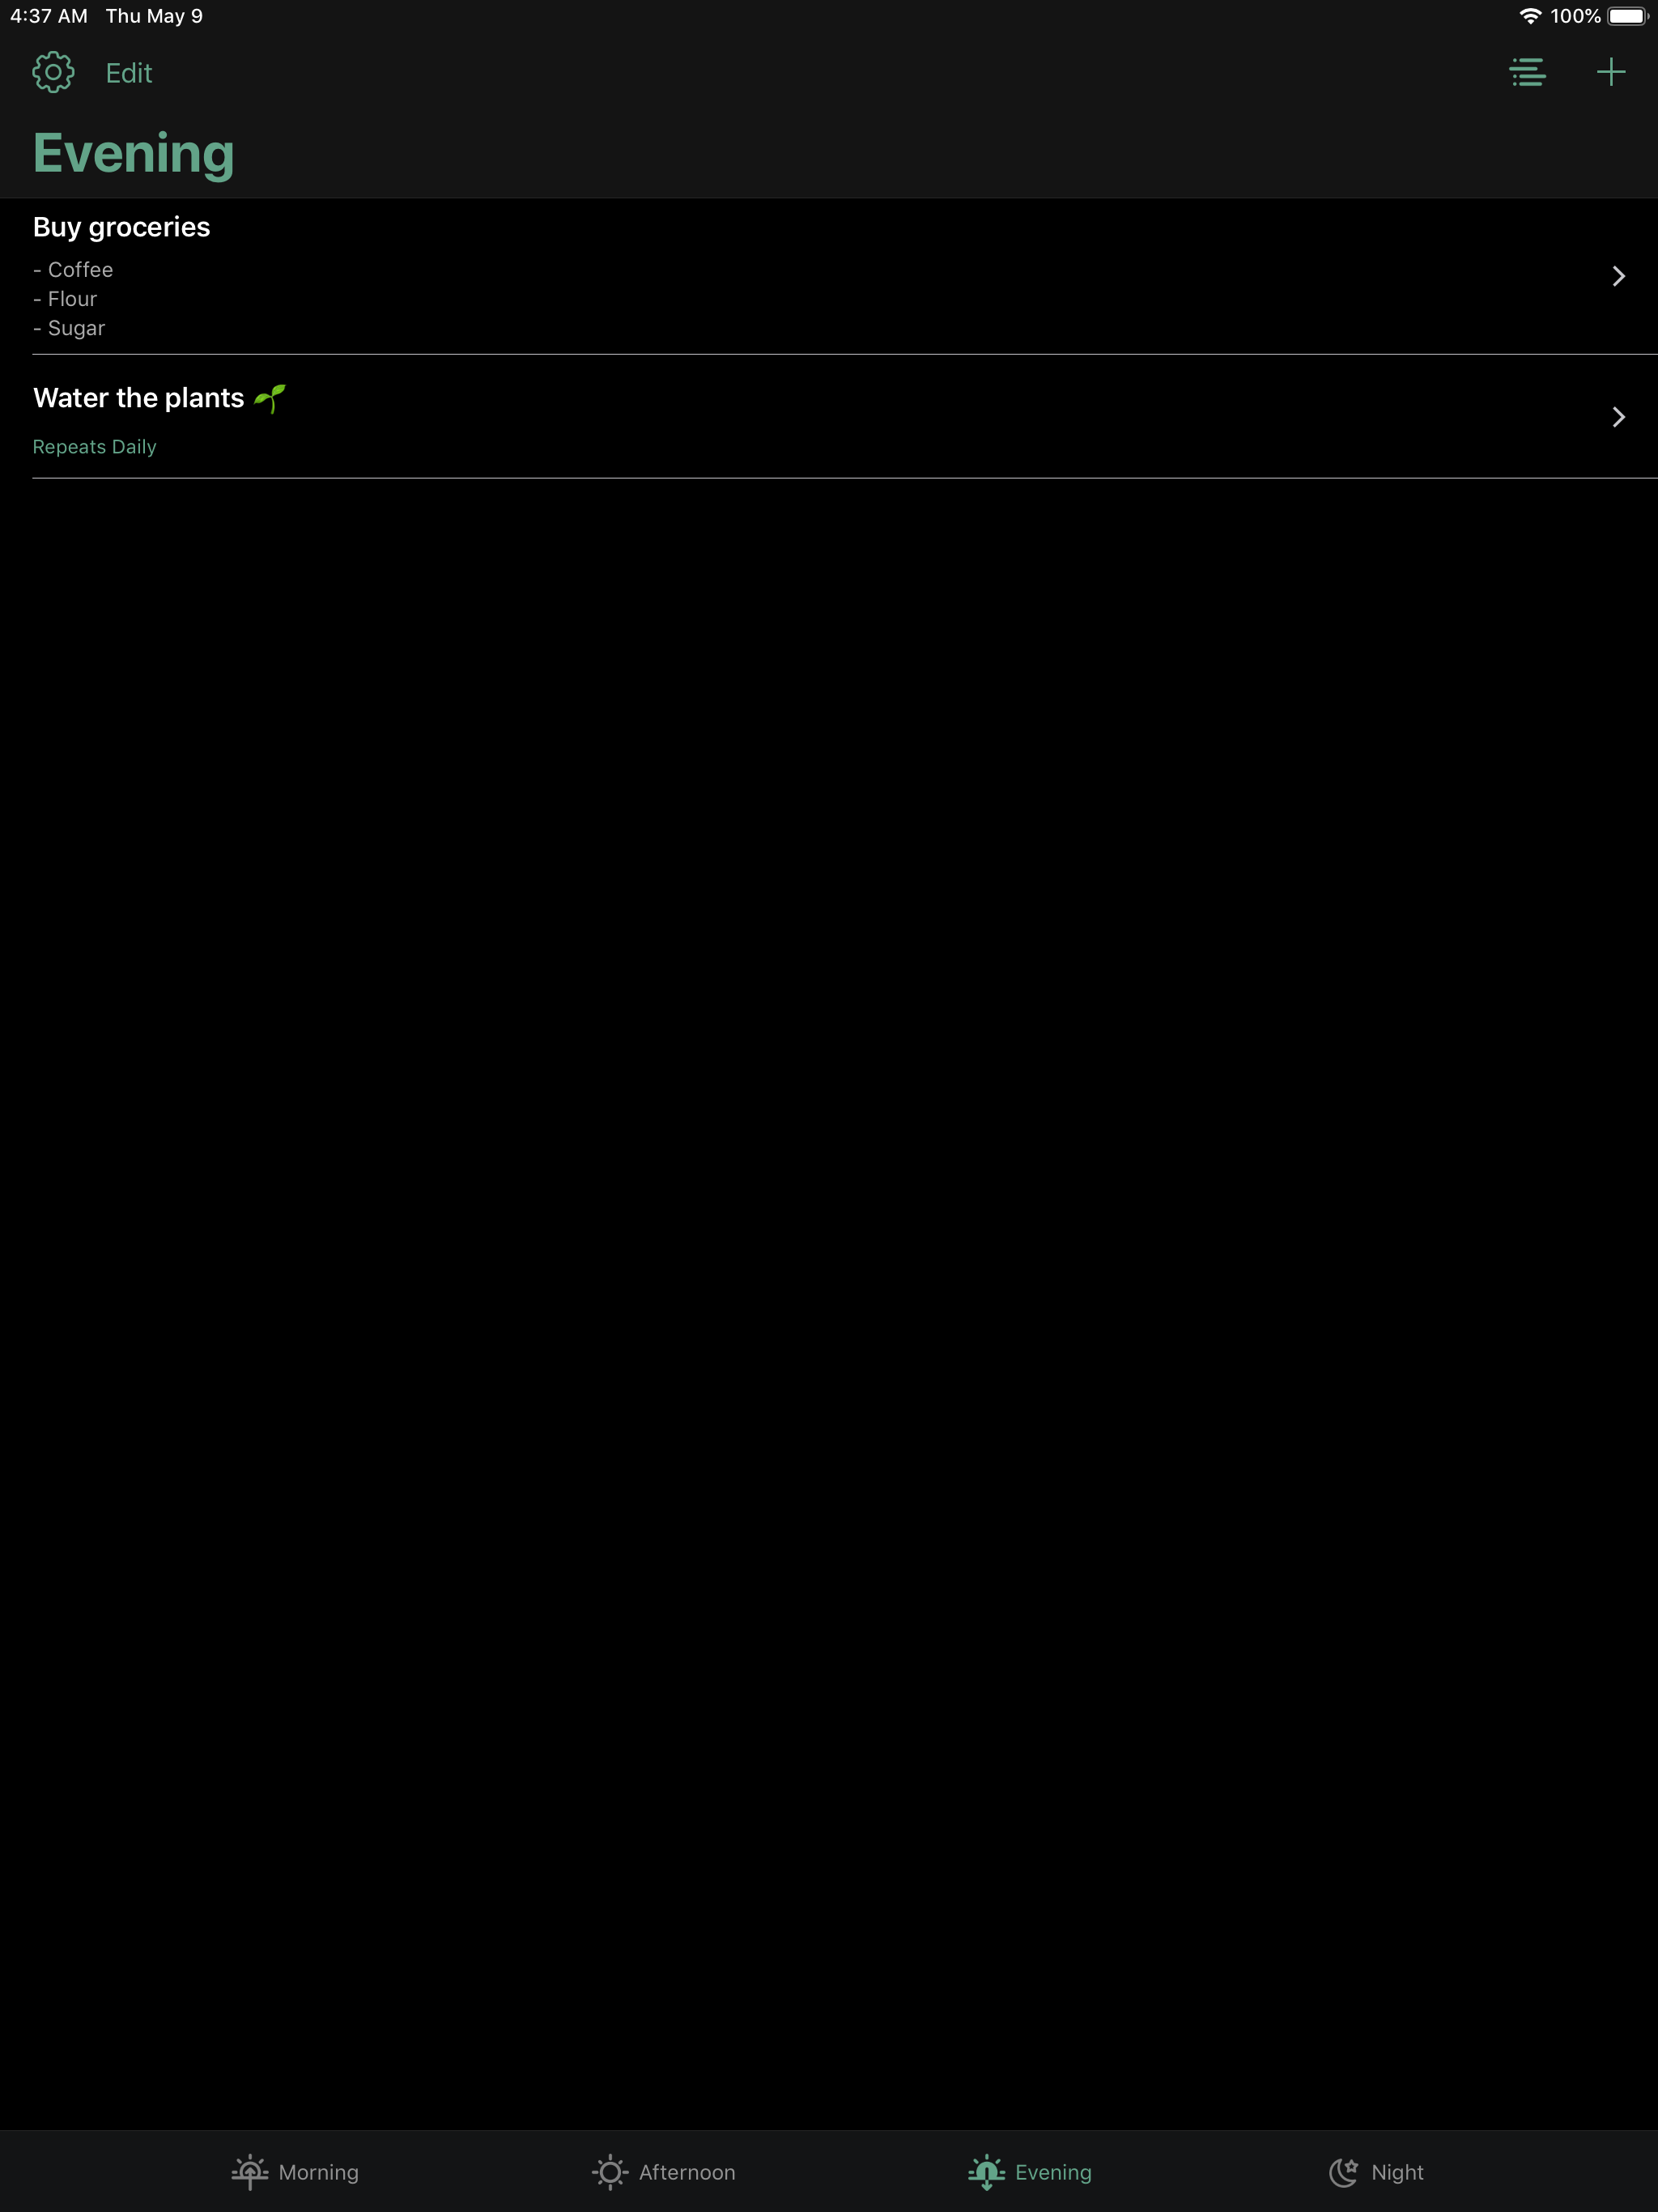 4:37 AM Thu May 9 100%
Edit
Evening
Buy groceries
- Coffee
- Flour
- Sugar
Water the plants 🌱
Repeats Daily
Morning Afternoon Evening Night